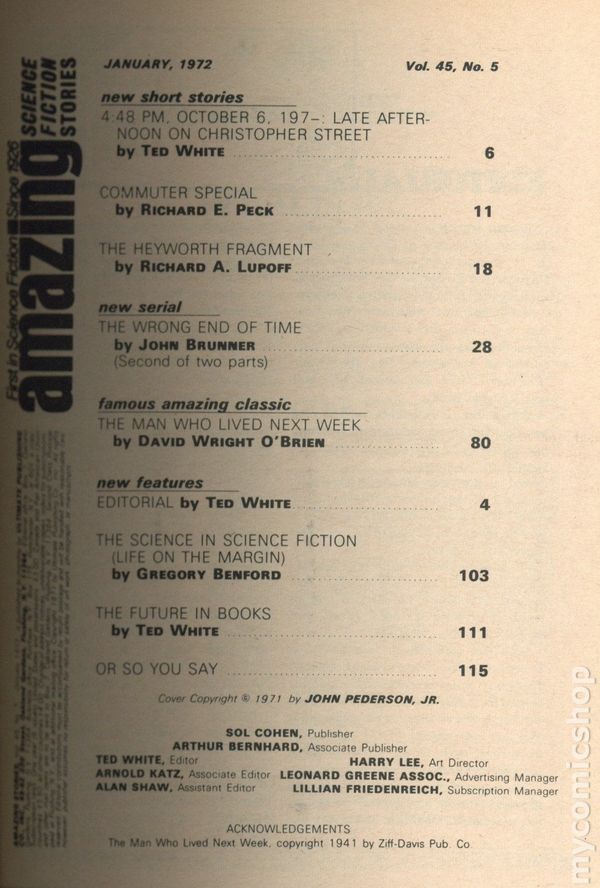 JANUARY, 1972
Vol. 45, No. 5
First in Science Fiction Since 1926
amazing
SCIENCE
FICTION
STORIES
new short stories
4:48 PM, OCTOBER 6, 197–: LATE AFTER-
NOON ON CHRISTOPHER STREET
by TED WHITE 6
COMMUTER SPECIAL
by RICHARD E. PECK 11
THE HEYWORTH FRAGMENT
by RICHARD A. LUPOFF 18
new serial
THE WRONG END OF TIME
by JOHN BRUNNER 28
(Second of two parts)
famous amazing classic
THE MAN WHO LIVED NEXT WEEK
by DAVID WRIGHT O'BRIEN 80
new features
EDITORIAL by TED WHITE 4
THE SCIENCE IN SCIENCE FICTION
(LIFE ON THE MARGIN)
by GREGORY BENFORD 103
THE FUTURE IN BOOKS
by TED WHITE 111
OR SO YOU SAY 115
Cover Copyright © 1971 by JOHN PEDERSON, JR.
SOL COHEN, Publisher
ARTHUR BERNHARD, Associate Publisher
TED WHITE, Editor
HARRY LEE, Art Director
ARNOLD KATZ, Associate Editor
LEONARD GREENE ASSOC., Advertising Manager
ALAN SHAW, Assistant Editor
LILLIAN FRIEDENREICH, Subscription Manager
ACKNOWLEDGEMENTS
The Man Who Lived Next Week, copyright 1941 by Ziff-Davis Pub. Co.
mycomicshop